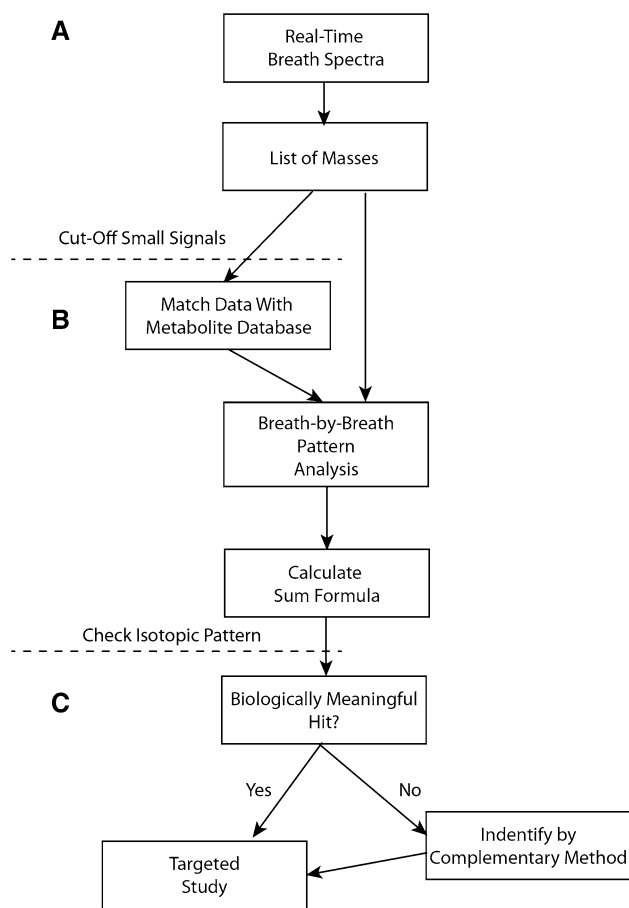 A
Real-Time
Breath Spectra
List of Masses
Cut-Off Small Signals
B
Match Data With
Metabolite Database
Breath-by-Breath
Pattern
Analysis
Calculate
Sum Formula
Check Isotopic Pattern
C
Biologically Meaningful
Hit?
Yes
No
Indentify by
Complementary Method
Targeted
Study